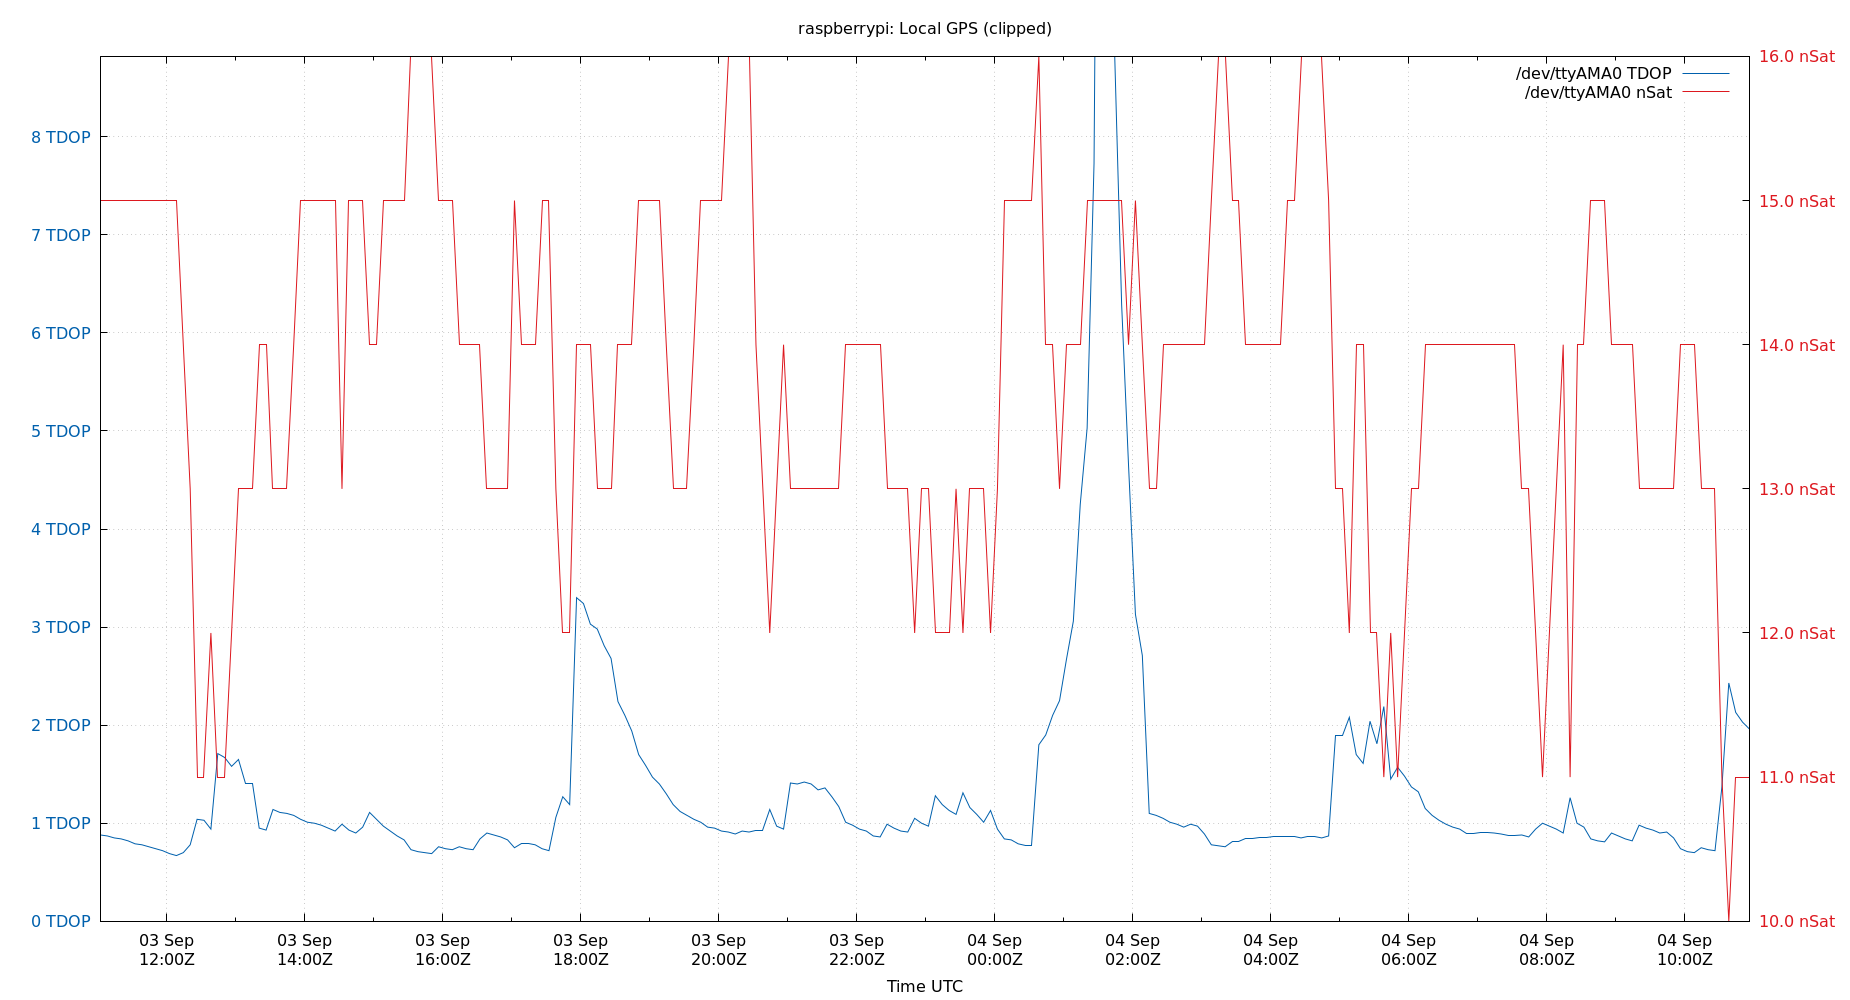 raspberrypi: Local GPS (clipped)
/dev/ttyAMA0 TDOP
/dev/ttyAMA0 nSat
8 TDOP
7 TDOP
6 TDOP
5 TDOP
4 TDOP
3 TDOP
2 TDOP
1 TDOP
0 TDOP
16.0 nSat
15.0 nSat
14.0 nSat
13.0 nSat
12.0 nSat
11.0 nSat
10.0 nSat
03 Sep
12:00Z
03 Sep
14:00Z
03 Sep
16:00Z
03 Sep
18:00Z
03 Sep
20:00Z
03 Sep
22:00Z
04 Sep
00:00Z
04 Sep
02:00Z
04 Sep
04:00Z
04 Sep
06:00Z
04 Sep
08:00Z
04 Sep
10:00Z
Time UTC